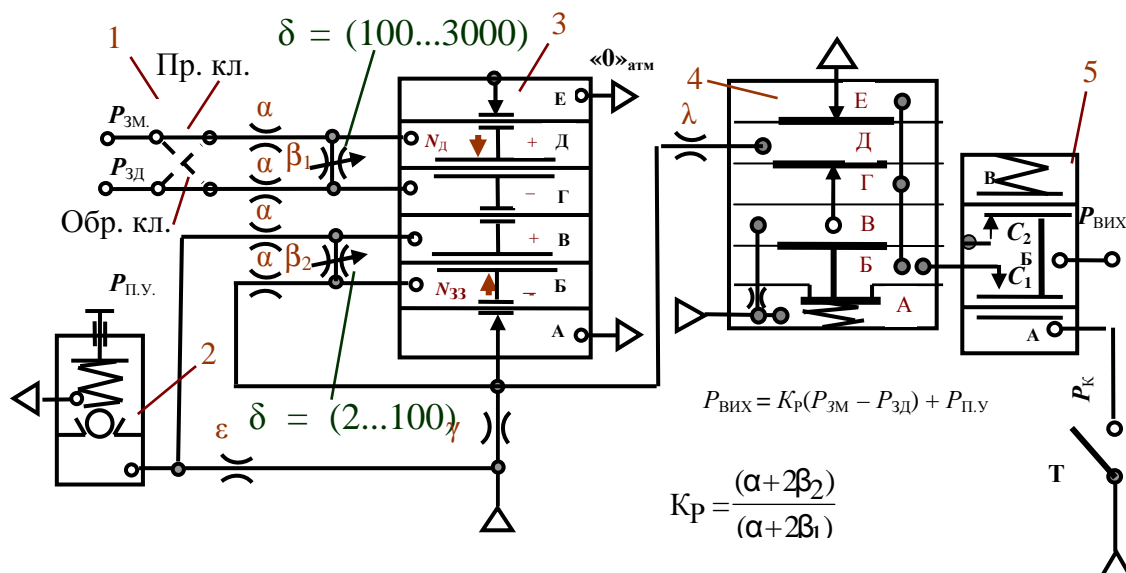 1
Пр. кл.
δ = (100...3000)
3
«0»атм
4
5
PЗМ.
PЗД
Обр. кл.
α
α
α
α
β1
β2
NД
+
Д
Е
−
Г
+
В
NЗЗ
−
Б
А
λ
Е
Д
Г
В
Б
А
В
C2
Б
C1
А
PВИХ
PП.У.
2
δ = (2...100)
γ
ε
PВИХ = KР(PЗМ – PЗД) + PП.У
KР = (α+2β2)
(α+2β1)
PК
Т